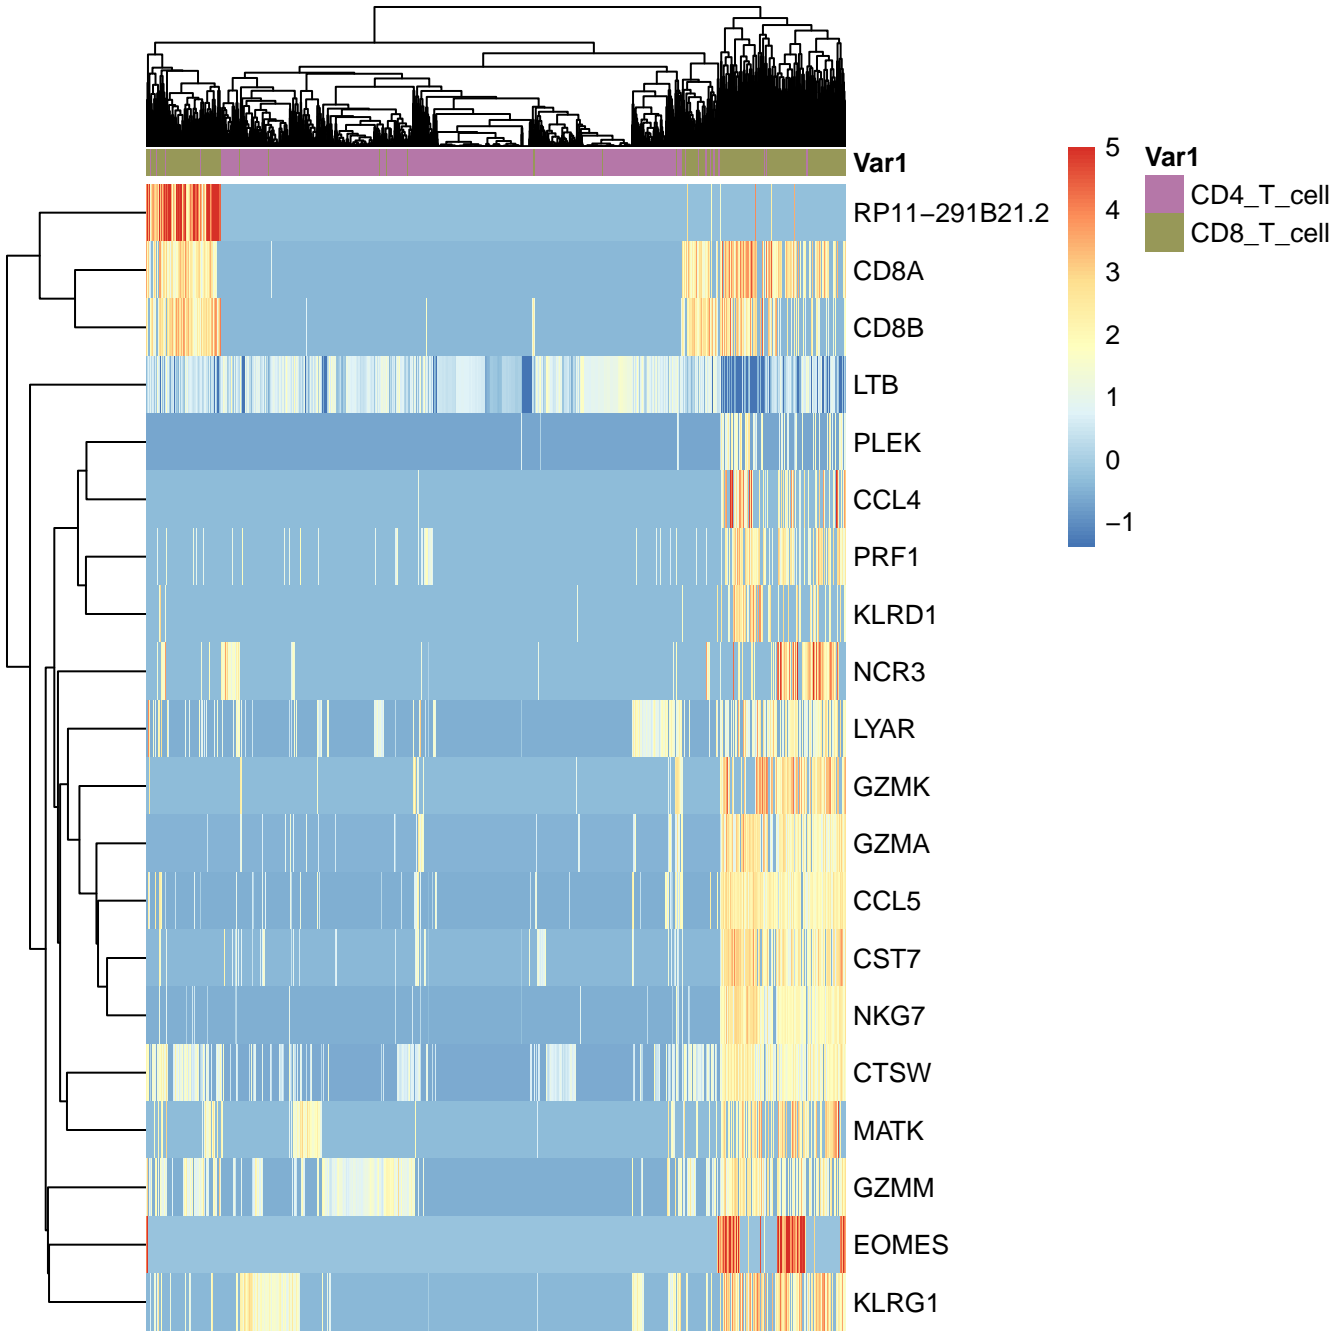 Var1
RP11−291B21.2
CD8A
CD8B
LTB
PLEK
CCL4
PRF1
KLRD1
NCR3
LYAR
GZMK
GZMA
CCL5
CST7
NKG7
CTSW
MATK
GZMM
EOMES
KLRG1
5
4
3
2
1
0
−1
Var1
CD4_T_cell
CD8_T_cell